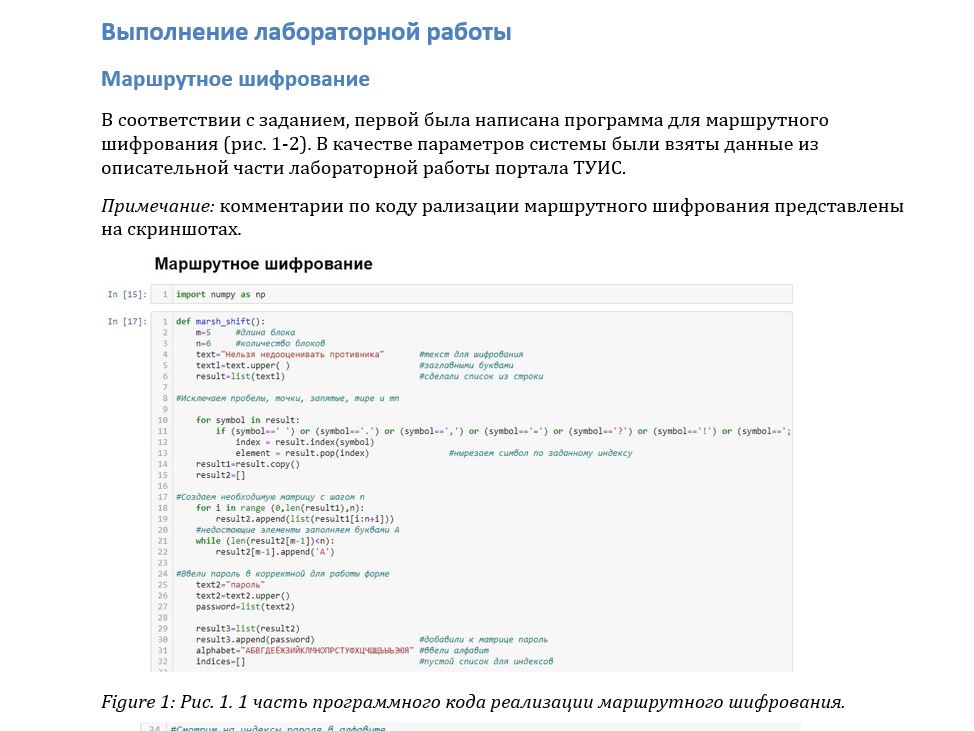 Выполнение лабораторной работы
Маршрутное шифрование
В соответствии с заданием, первой была написана программа для маршрутного
шифрования (рис. 1-2). В качестве параметров системы были взяты данные из
описательной части лабораторной работы портала ТУИС.
Примечание: комментарии по коду рализации маршрутного шифрования представлены
на скриншотах.
Маршрутное шифрование
In [15]: 1 import numpy as np
In [17]: 1 def marsh_shift():
2 m=5 #длина блока
3 n=6 #количество блоков
4 text="Нельзя недооценивать противника" #текст для шифрования
5 text1=text.upper( ) #заглавными буквами
6 result=list(text1) #сделали список из строки
7
8 #Исключаем пробелы, точки, запятые, тире и тп
9
10 for symbol in result:
11 if (symbol==' ') or (symbol=='.') or (symbol==',') or (symbol=='=') or (symbol=='?') or (symbol=='!') or (symbol==';
12 index = result.index(symbol)
13 element = result.pop(index) #вырезаем символ по заданному индексу
14 result1=result.copy()
15 result2=[]
16
17 #Создаем необходимую матрицу с шагом n
18 for i in range (0,len(result1),n):
19 result2.append(list(result1[i:n+i]))
20 #недостающие элементы заполняем буквами А
21 while (len(result2[m-1])<n):
22 result2[m-1].append('А')
23
24 #Ввели пароль в корректной для работы форме
25 text2="пароль"
26 text2=text2.upper()
27 password=list(text2)
28
29 result3=list(result2)
30 result3.append(password) #добавили к матрице пароль
31 alphabet="АБВГДЕЁЖЗИЙКЛМНОПРСТУФХЦЧШЩЪЫЬЭЮЯ" #ввели алфавит
32 indices=[] #пустой список для индексов
Figure 1: Рис. 1. 1 часть программного кода реализации маршрутного шифрования.
34 #Смотрим на индексы пароля в алфавите